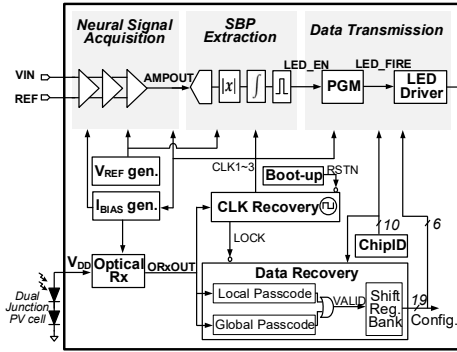 Neural Signal
Acquisition
SBP
Extraction
Data Transmission
VIN
REF
AMPOUT
|x|
∫
LED_EN
PGM
LED_FIRE
LED
Driver
VREF gen.
IBIAS gen.
CLK1~3
Boot-up
RSTN
CLK Recovery
LOCK
10
6
ChipID
VDD
Optical
Rx
ORxOUT
Dual
Junction
PV cell
Data Recovery
Local Passcode
Global Passcode
VALID
Shift
Reg.
Bank
19
Config.